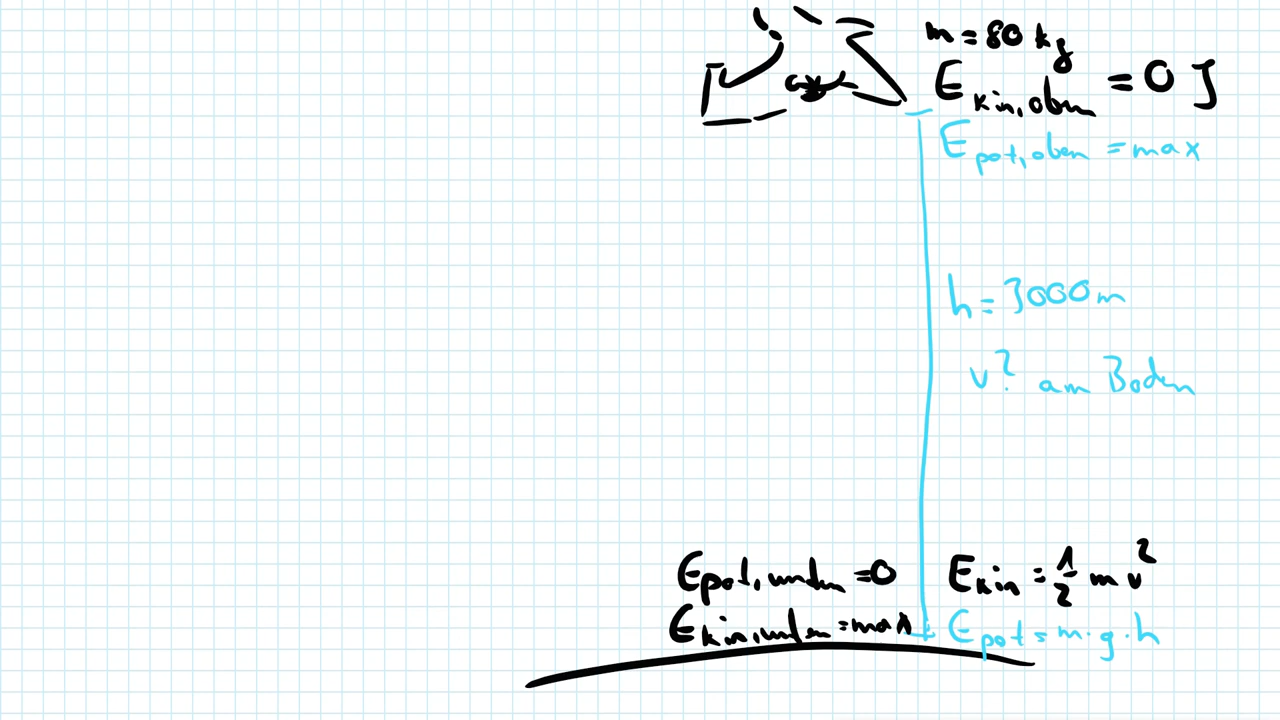 m = 80 kg
E kin, oben = 0 J
E pot, oben = max
h = 3000 m
v? am Boden
E pot, unten = 0
E kin = 1/2 m v²
E kin, unten = max
E pot = m · g · h